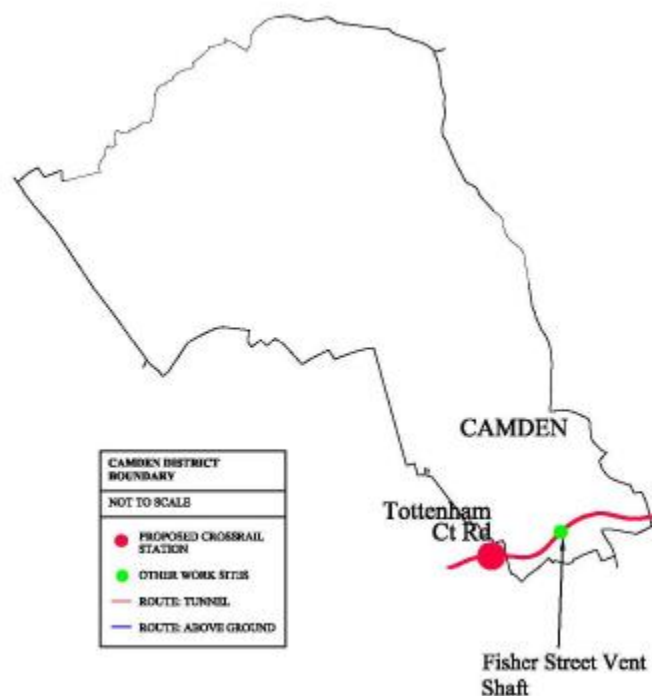 CAMDEN
CAMDEN DISTRICT
BOUNDARY
NOT TO SCALE
PROPOSED CROSSRAIL
STATION
OTHER WORK SITES
ROUTE: TUNNEL
ROUTE: ABOVE GROUND
Tottenham
Ct Rd
Fisher Street Vent
Shaft